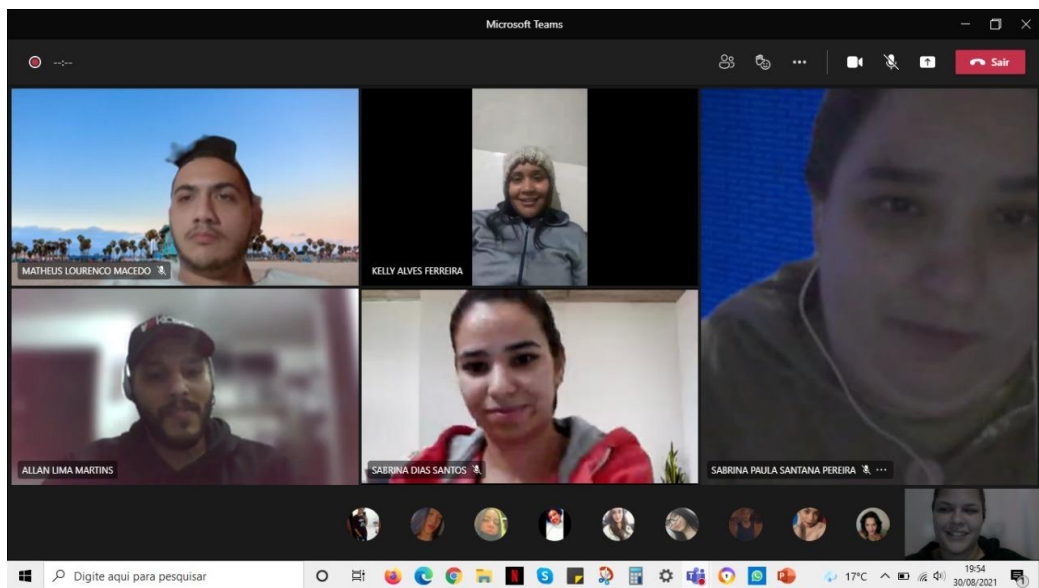 Microsoft Teams
--:--
Sair
MATHEUS LOURENCO MACEDO
KELLY ALVES FERREIRA
ALLAN LIMA MARTINS
SABRINA DIAS SANTOS
SABRINA PAULA SANTANA PEREIRA
Digite aqui para pesquisar
17°C
19:54
30/08/2021